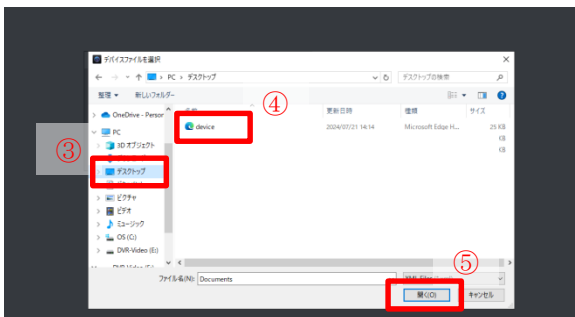 デバイスファイルを選択
PC › デスクトップ
デスクトップの検索
整理 新しいフォルダー
④
更新日時 種類 サイズ
OneDrive - Person
device 2024/07/21 14:14 Microsoft Edge H... 25 KB
PC
KB
3D オブジェクト
KB
③
デスクトップ
ピクチャ
ビデオ
ミュージック
OS (C:)
DVR-Video (E:)
⑤
ファイル名(N): Documents
開く(O) キャンセル